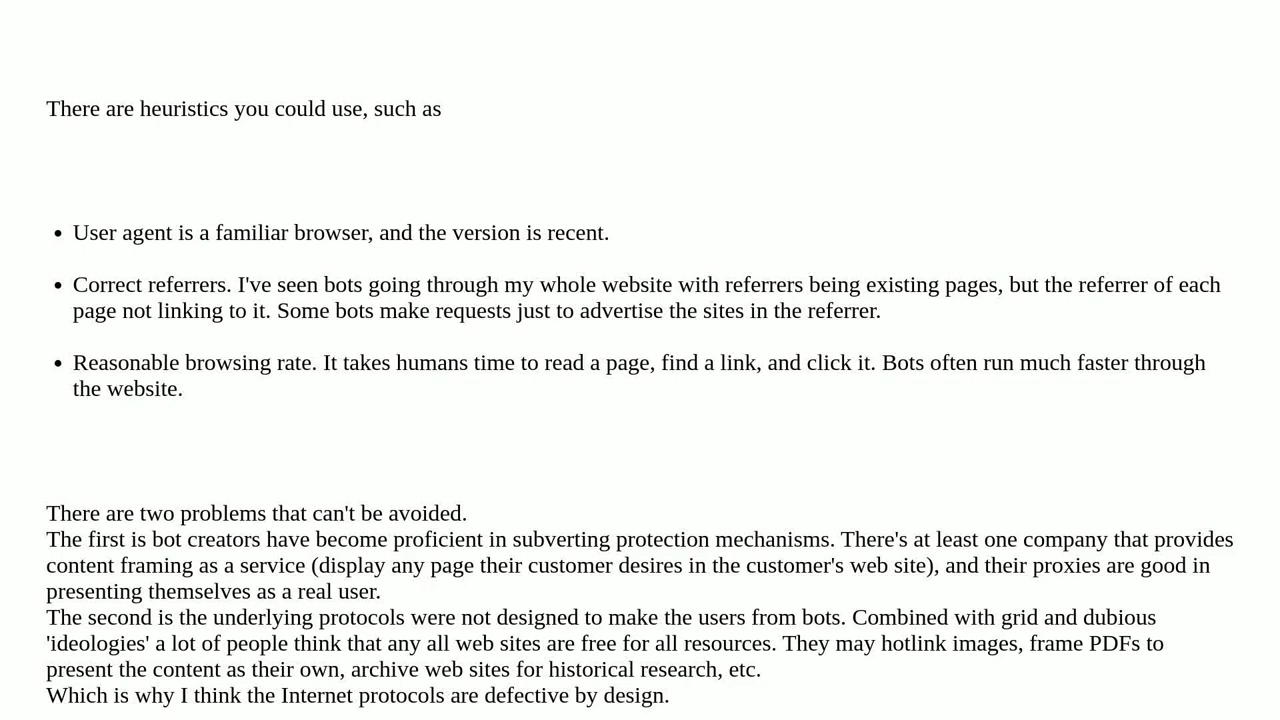 There are heuristics you could use, such as
• User agent is a familiar browser, and the version is recent.
• Correct referrers. I've seen bots going through my whole website with referrers being existing pages, but the referrer of each
page not linking to it. Some bots make requests just to advertise the sites in the referrer.
• Reasonable browsing rate. It takes humans time to read a page, find a link, and click it. Bots often run much faster through
the website.
There are two problems that can't be avoided.
The first is bot creators have become proficient in subverting protection mechanisms. There's at least one company that provides
content framing as a service (display any page their customer desires in the customer's web site), and their proxies are good in
presenting themselves as a real user.
The second is the underlying protocols were not designed to make the users from bots. Combined with grid and dubious
'ideologies' a lot of people think that any all web sites are free for all resources. They may hotlink images, frame PDFs to
present the content as their own, archive web sites for historical research, etc.
Which is why I think the Internet protocols are defective by design.